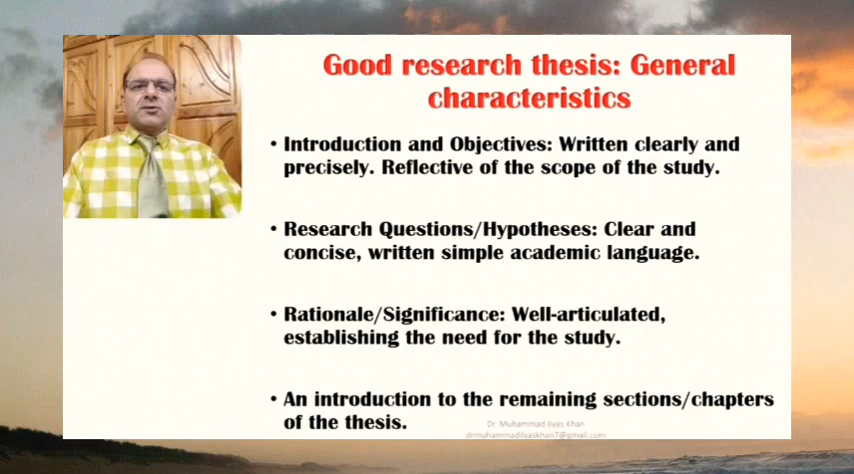 Good research thesis: General
characteristics
• Introduction and Objectives: Written clearly and
precisely. Reflective of the scope of the study.
• Research Questions/Hypotheses: Clear and
concise, written simple academic language.
• Rationale/Significance: Well-articulated,
establishing the need for the study.
• An introduction to the remaining sections/chapters
of the thesis.
Dr. Muhammad Ilyas Khan
drmuhammadilyaskhan7@gmail.com